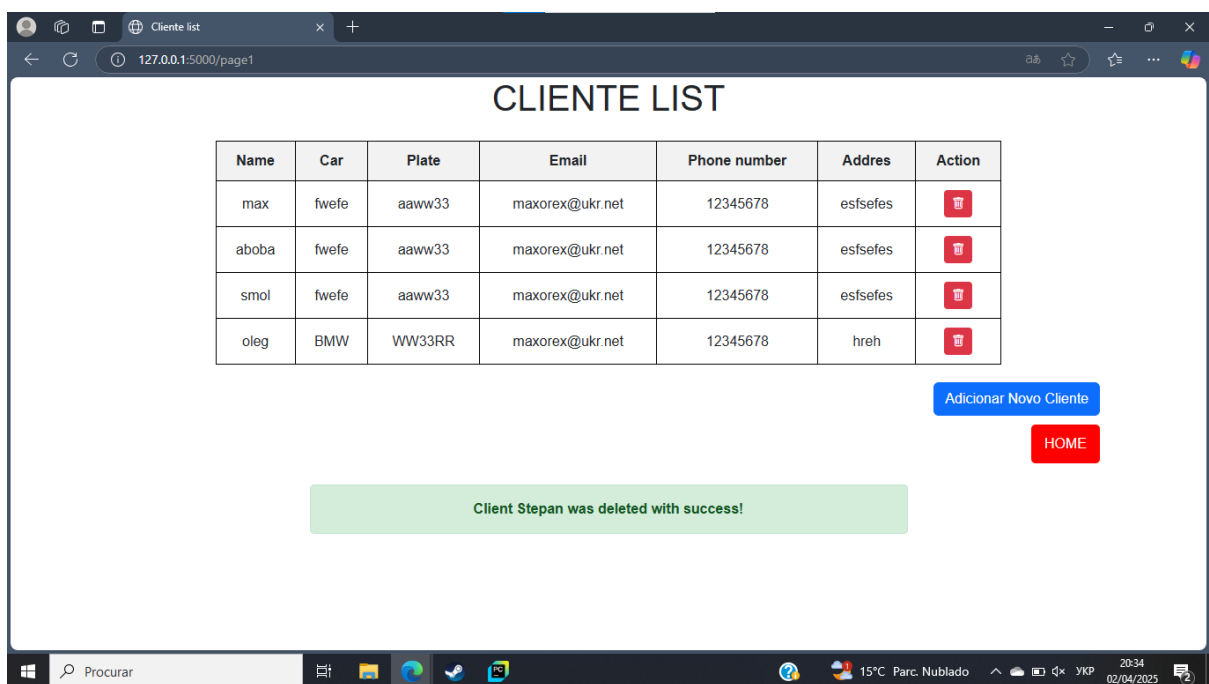 Cliente list
127.0.0.1:5000/page1
CLIENTE LIST
Name Car Plate Email Phone number Addres Action
max fwefe aaww33 maxorex@ukr.net 12345678 esfsefes
aboba fwefe aaww33 maxorex@ukr.net 12345678 esfsefes
smol fwefe aaww33 maxorex@ukr.net 12345678 esfsefes
oleg BMW WW33RR maxorex@ukr.net 12345678 hreh
Adicionar Novo Cliente
HOME
Client Stepan was deleted with success!
Procurar PC 15°C Parc. Nublado УКР 20:34
02/04/2025 2